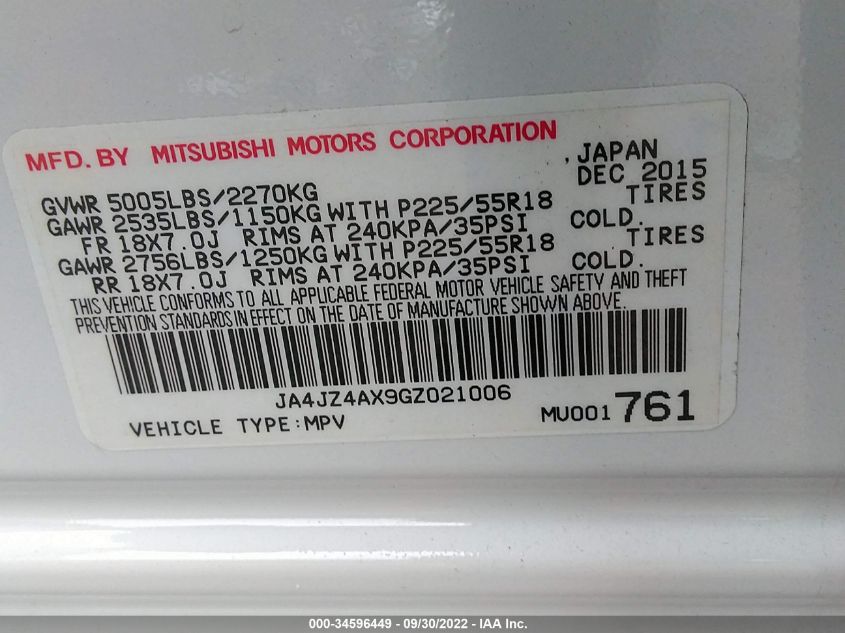 MFD. BY MITSUBISHI MOTORS CORPORATION
, JAPAN
DEC 2015
GVWR 5005LBS/2270KG
GAWR 2535LBS/1150KG WITH P225/55R18 TIRES
FR 18X7.0J RIMS AT 240KPA/35PSI COLD.
GAWR 2756LBS/1250KG WITH P225/55R18 TIRES
RR 18X7.0J RIMS AT 240KPA/35PSI COLD.
THIS VEHICLE CONFORMS TO ALL APPLICABLE FEDERAL MOTOR VEHICLE SAFETY AND THEFT
PREVENTION STANDARDS IN EFFECT ON THE DATE OF MANUFACTURE SHOWN ABOVE.
JA4JZ4AX9GZ021006
VEHICLE TYPE:MPV
MU001 761
000-34596449 - 09/30/2022 - IAA Inc.